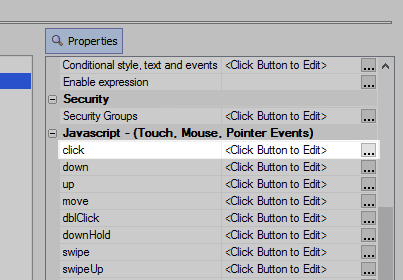 Properties
Conditional style, text and events <Click Button to Edit> ...
Enable expression ...
Security
Security Groups <Click Button to Edit> ...
Javascript - (Touch, Mouse, Pointer Events)
click <Click Button to Edit> ...
down <Click Button to Edit> ...
up <Click Button to Edit> ...
move <Click Button to Edit> ...
dblClick <Click Button to Edit> ...
downHold <Click Button to Edit> ...
swipe <Click Button to Edit> ...
swipeUp <Click Button to Edit> ...